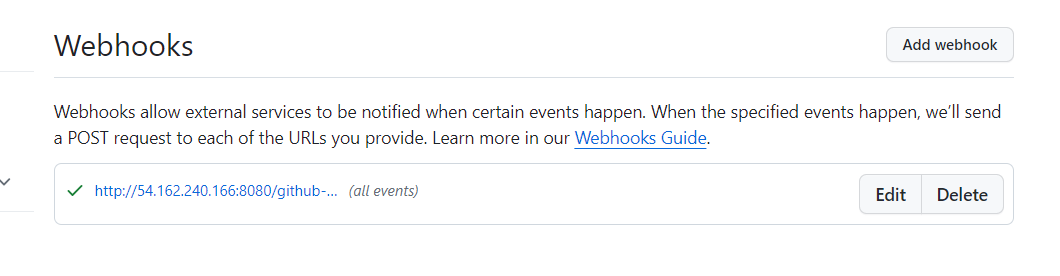 Webhooks
Add webhook
Webhooks allow external services to be notified when certain events happen. When the specified events happen, we’ll send
a POST request to each of the URLs you provide. Learn more in our Webhooks Guide.
http://54.162.240.166:8080/github-... (all events)
Edit Delete